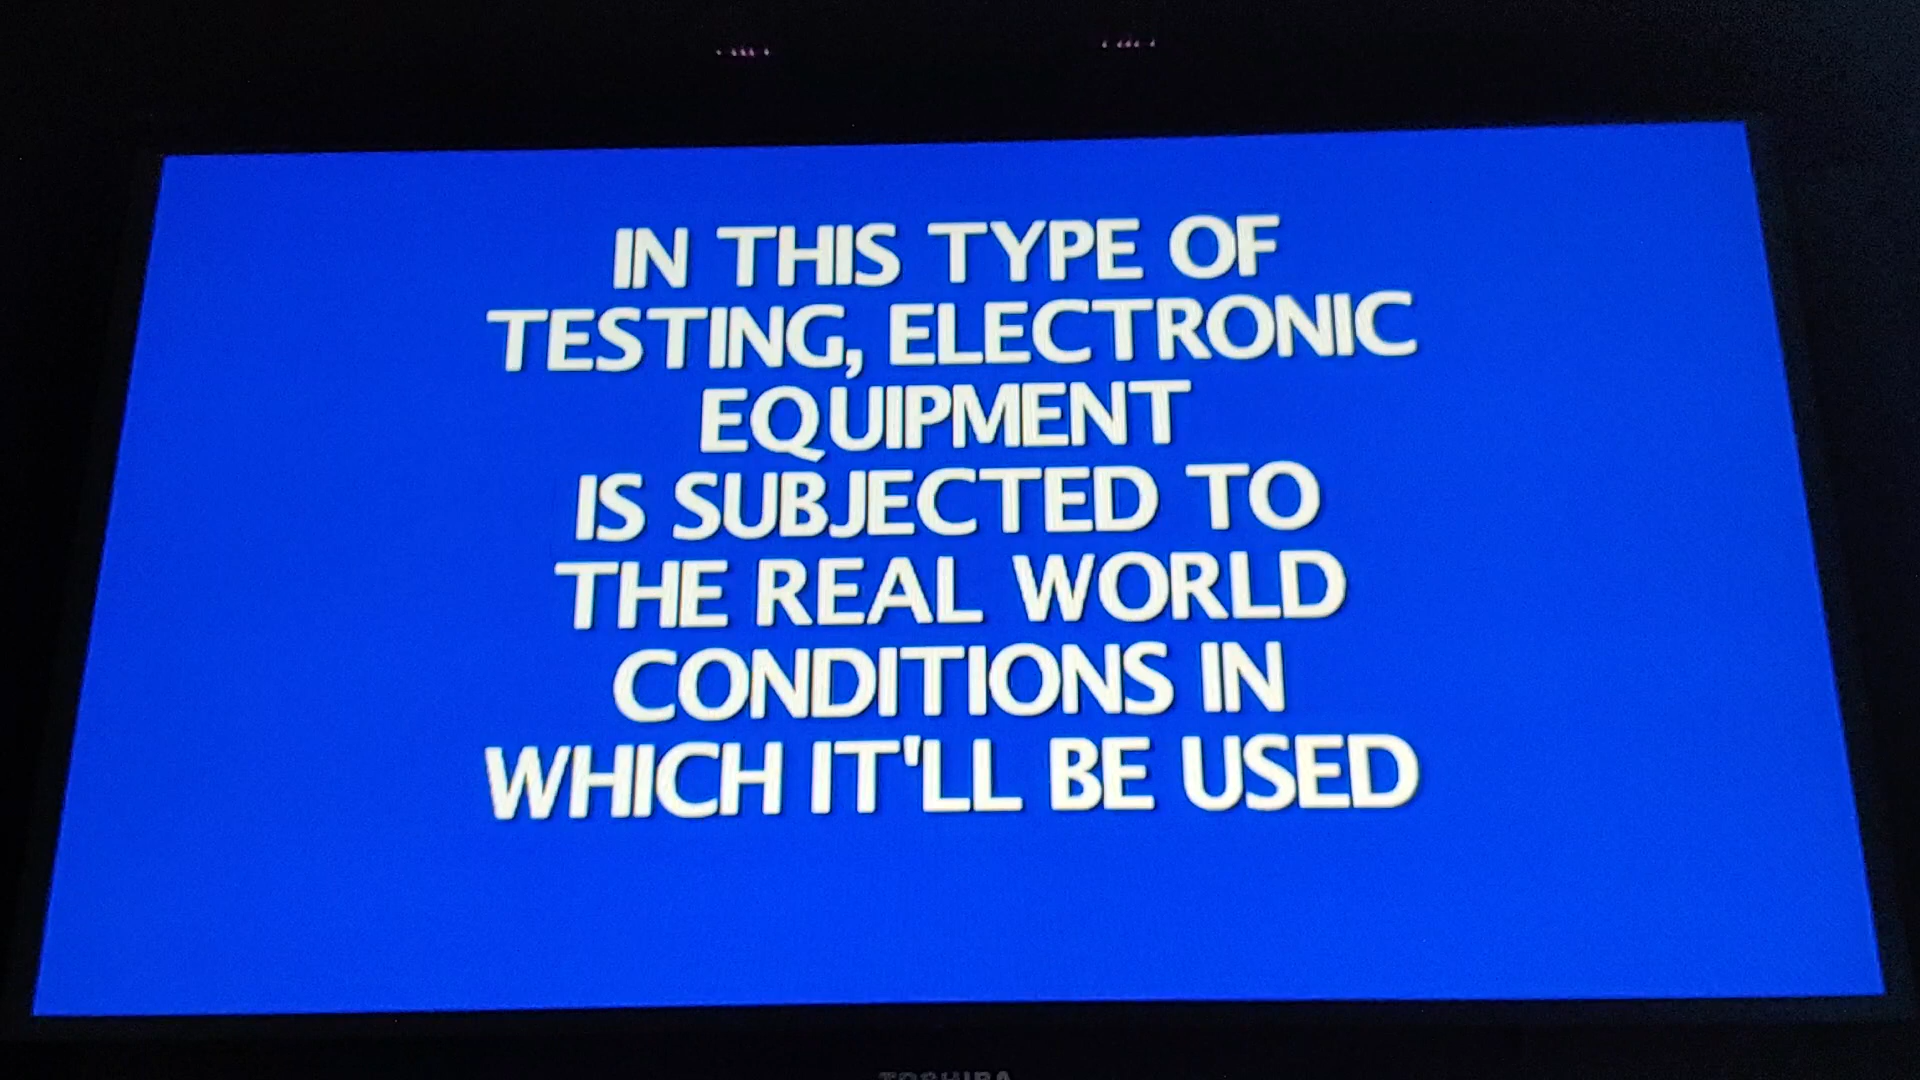 IN THIS TYPE OF
TESTING, ELECTRONIC
EQUIPMENT
IS SUBJECTED TO
THE REAL WORLD
CONDITIONS IN
WHICH IT'LL BE USED
TOSHIBA